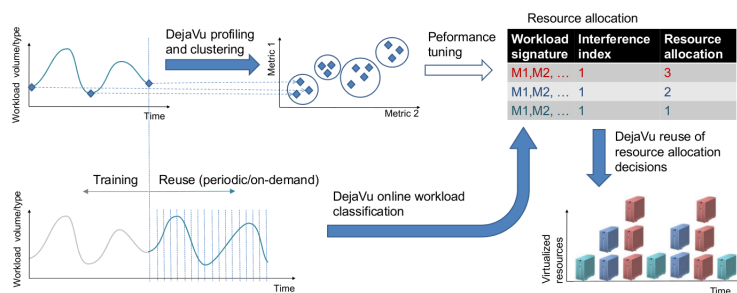 Resource allocation
DejaVu profiling
and clustering
Peformance
tuning
Workload volume/type
Time
Metric 1
Metric 2
Workload Interference Resource
signature index allocation
M1,M2, … 1 3
M1,M2, … 1 2
M1,M2, … 1 1
DejaVu reuse of
resource allocation
decisions
Training Reuse (periodic/on-demand)
DejaVu online workload
classification
Workload volume/type
Time
Virtualized
resources
Time